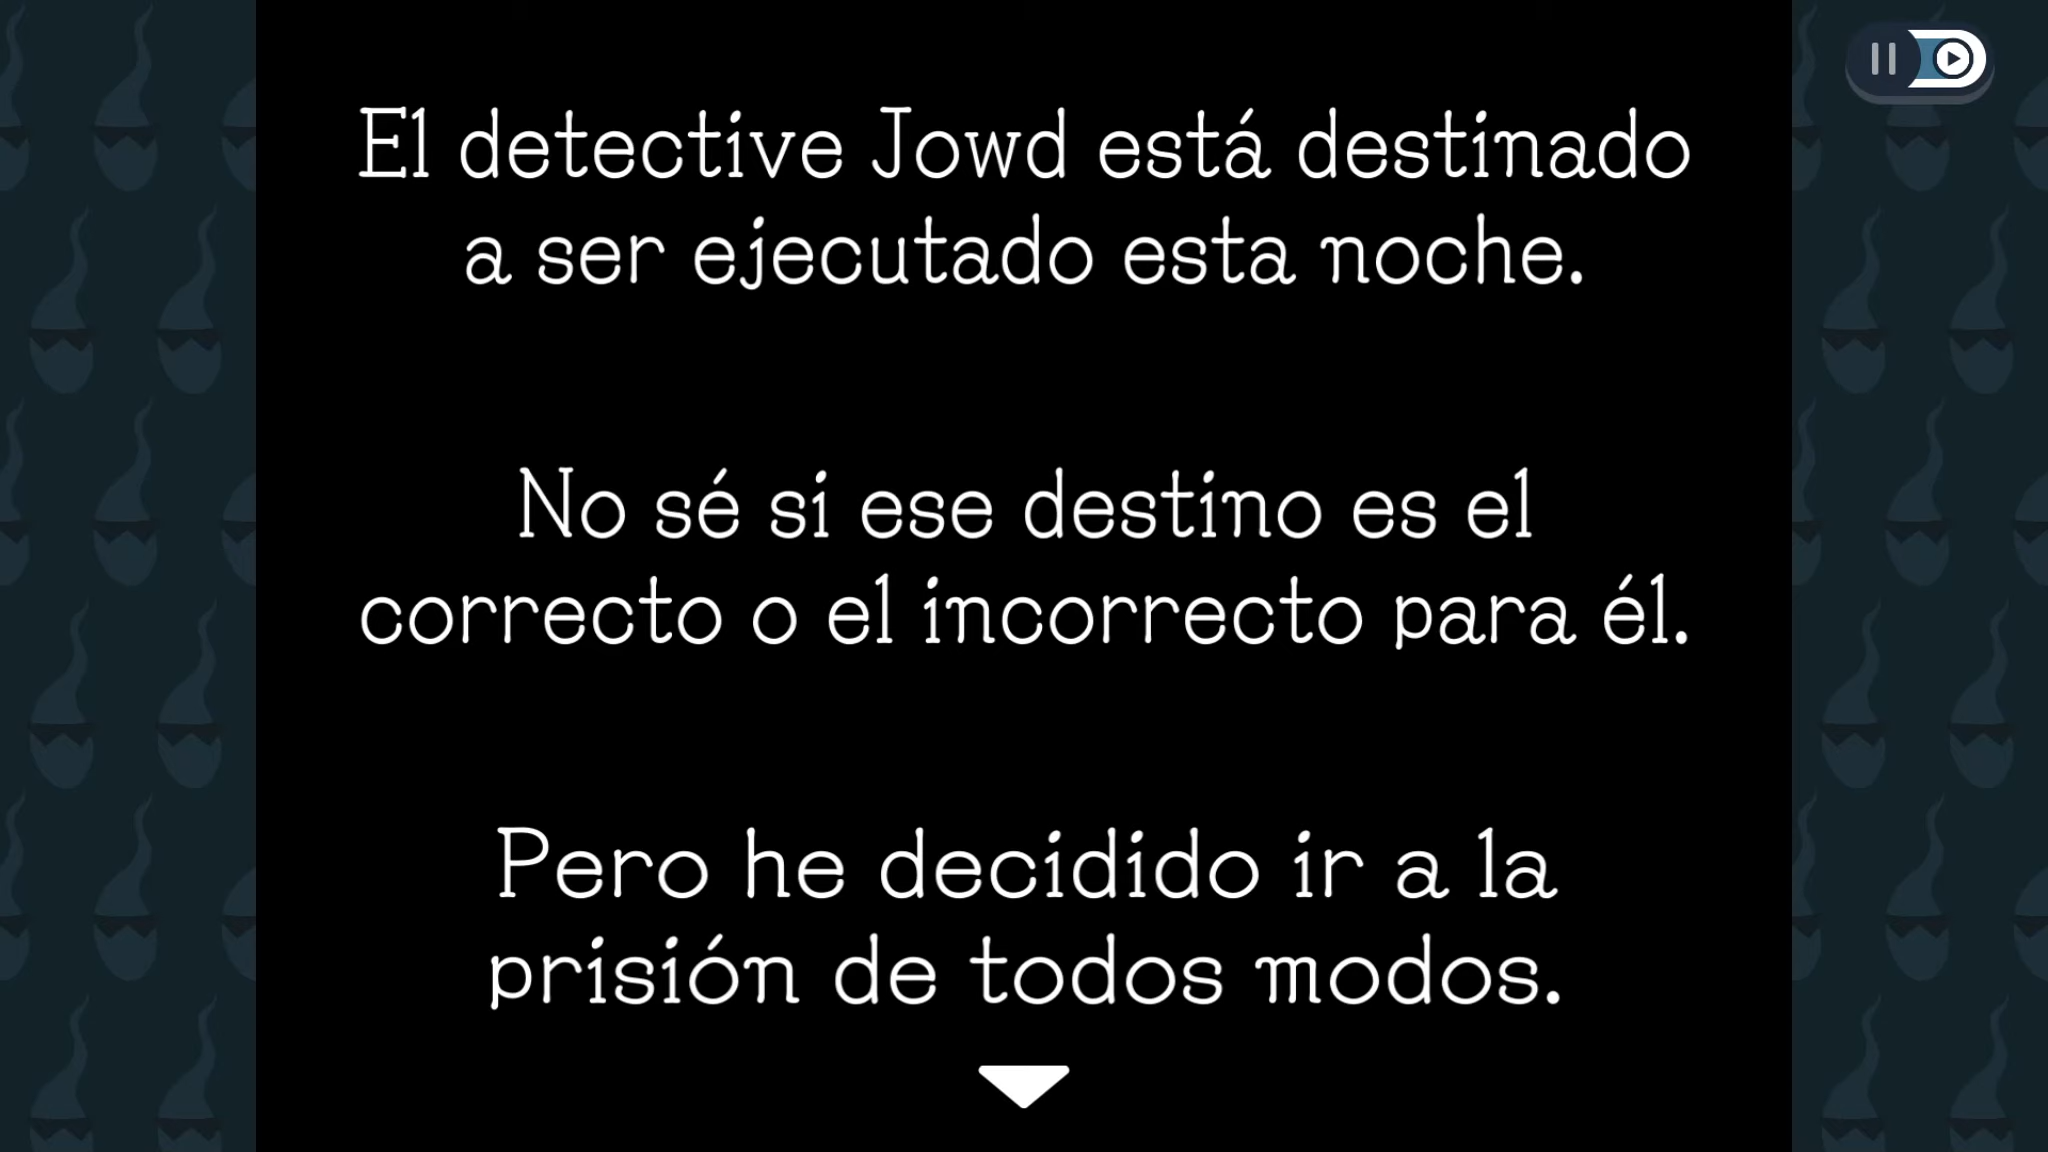 El detective Jowd está destinado
a ser ejecutado esta noche.
No sé si ese destino es el
correcto o el incorrecto para él.
Pero he decidido ir a la
prisión de todos modos.